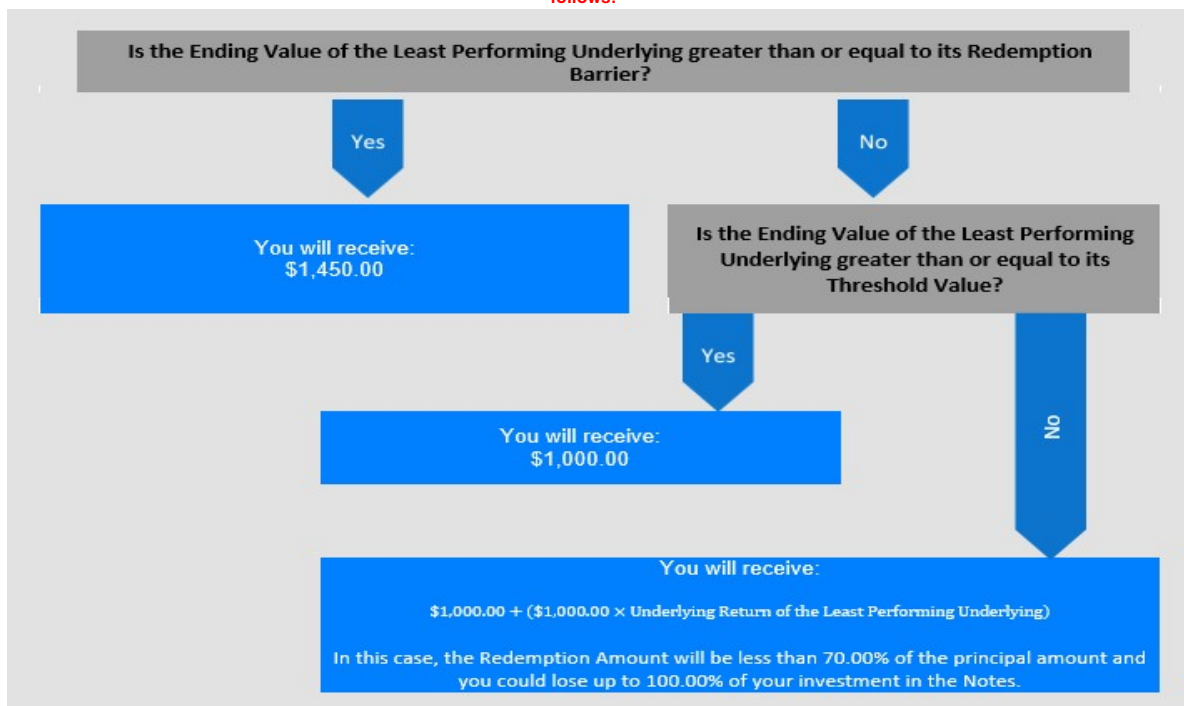 follows:
Is the Ending Value of the Least Performing Underlying greater than or equal to its Redemption
Barrier?
Yes
No
You will receive:
$1,450.00
Is the Ending Value of the Least Performing
Underlying greater than or equal to its
Threshold Value?
Yes
No
You will receive:
$1,000.00
You will receive:
$1,000.00 + ($1,000.00 × Underlying Return of the Least Performing Underlying)
In this case, the Redemption Amount will be less than 70.00% of the principal amount and
you could lose up to 100.00% of your investment in the Notes.